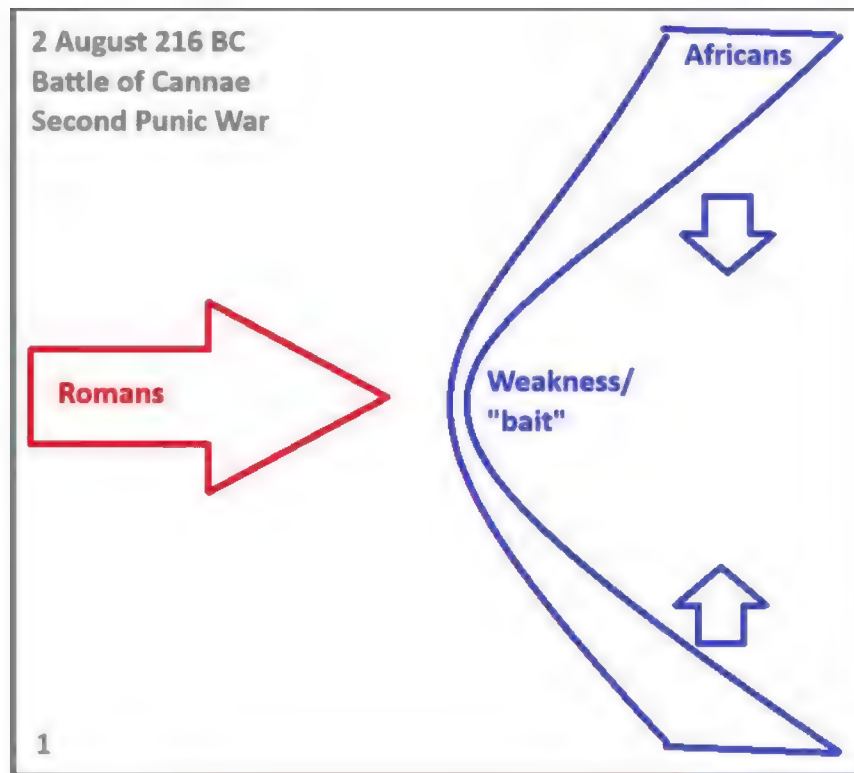 2 August 216 BC
Battle of Cannae
Second Punic War
Africans
Romans
Weakness/
"bait"
1